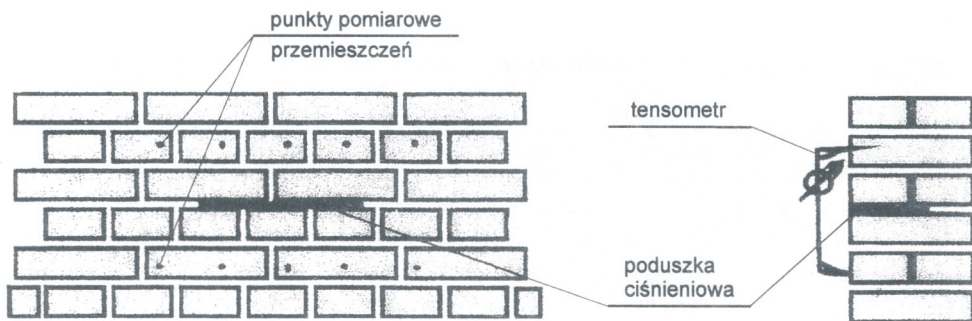 punkty pomiarowe
przemieszczeń
tensometr
poduszka
ciśnieniowa